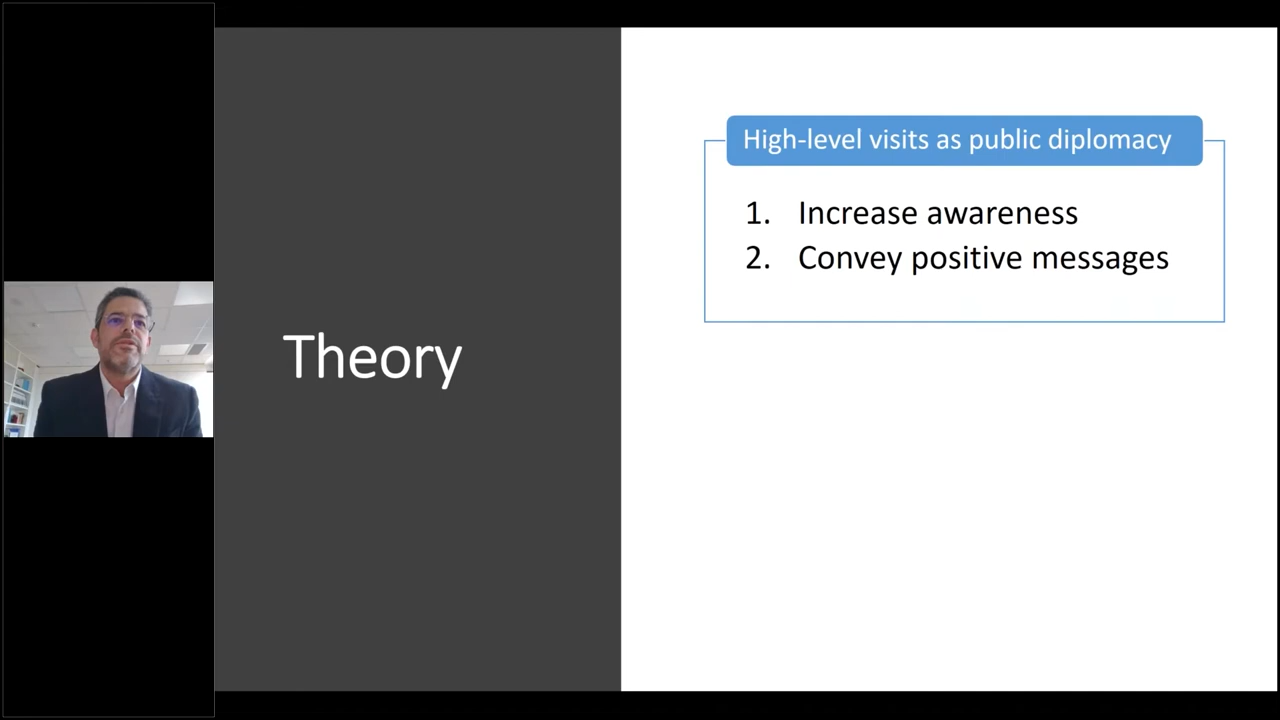 Theory
High-level visits as public diplomacy
1. Increase awareness
2. Convey positive messages